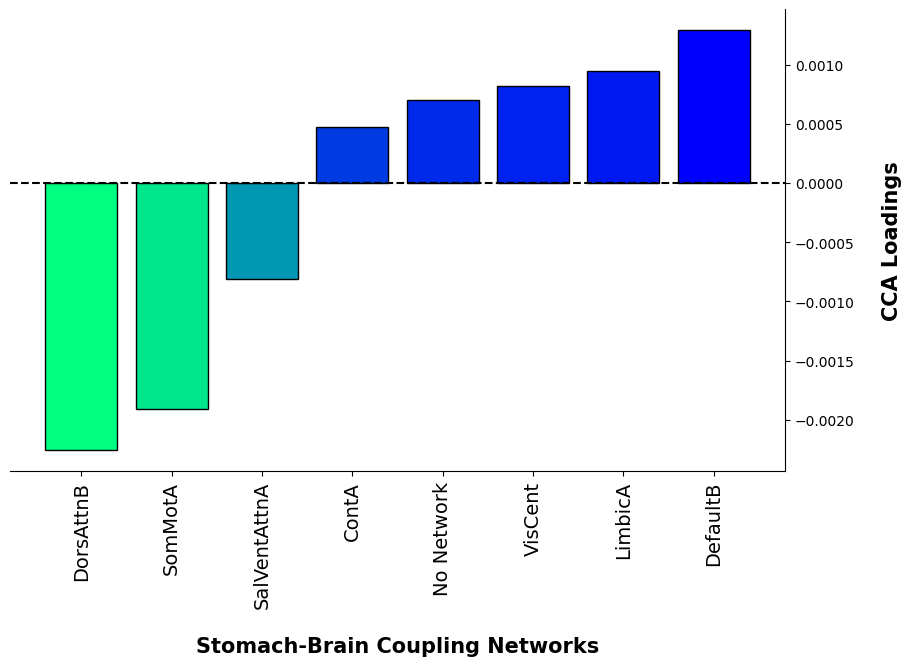 0.0010
0.0005
0.0000
−0.0005
−0.0010
−0.0015
−0.0020
CCA Loadings
DorsAttnB
SomMotA
SalVentAttnA
ContA
No Network
VisCent
LimbicA
DefaultB
Stomach-Brain Coupling Networks